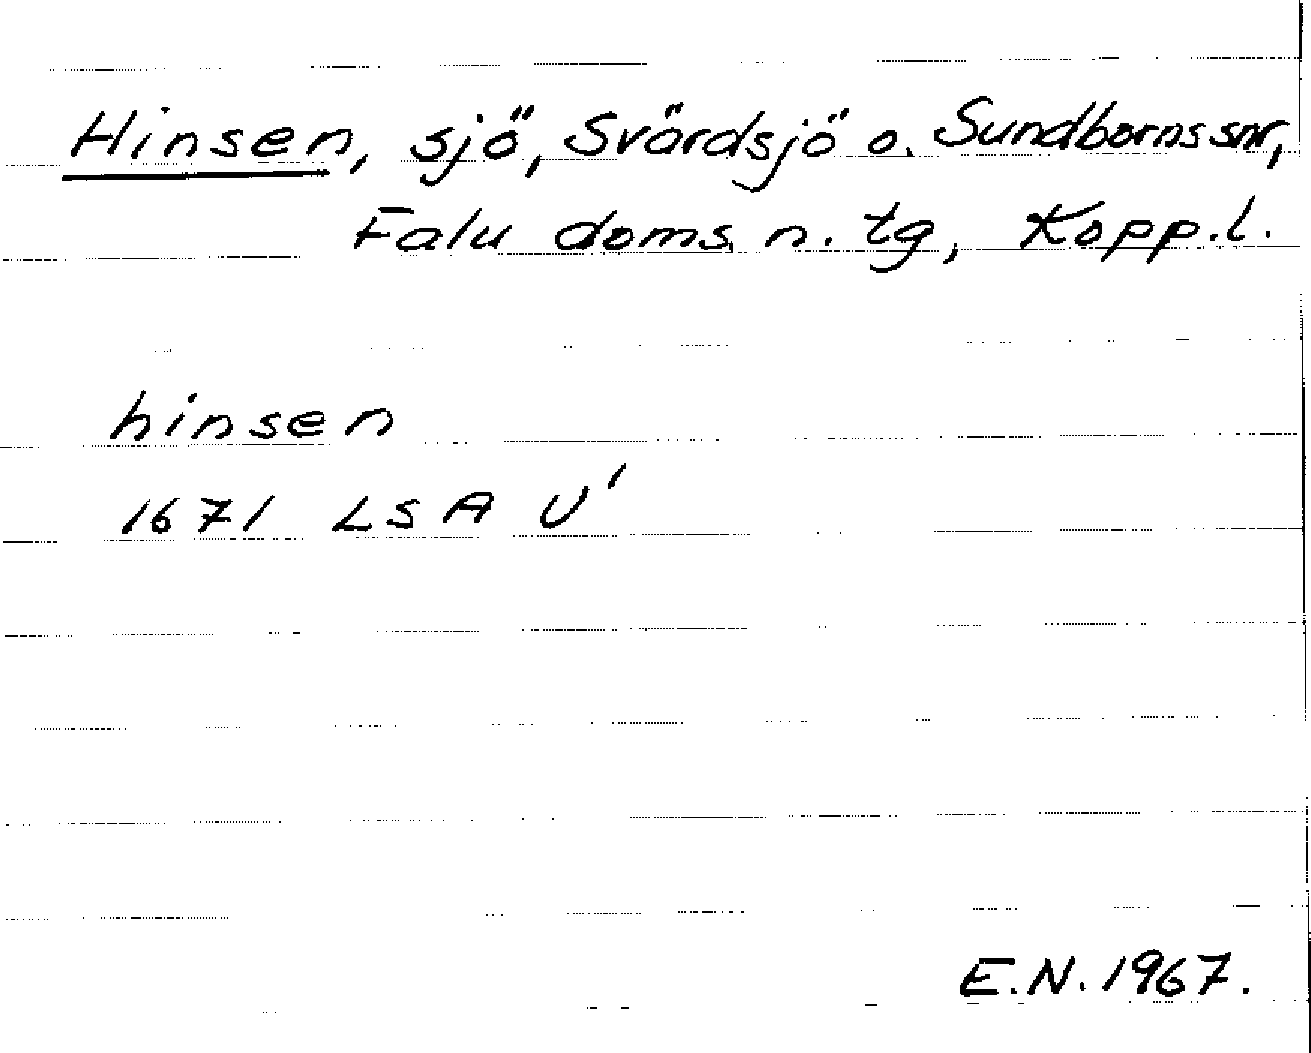 Hinsen, sjö, Svärdsjö o. Sundborns snr,
Falu doms. n. tg, Kopp.l.
hinsen
1671 LSA U'
E.N. 1967.